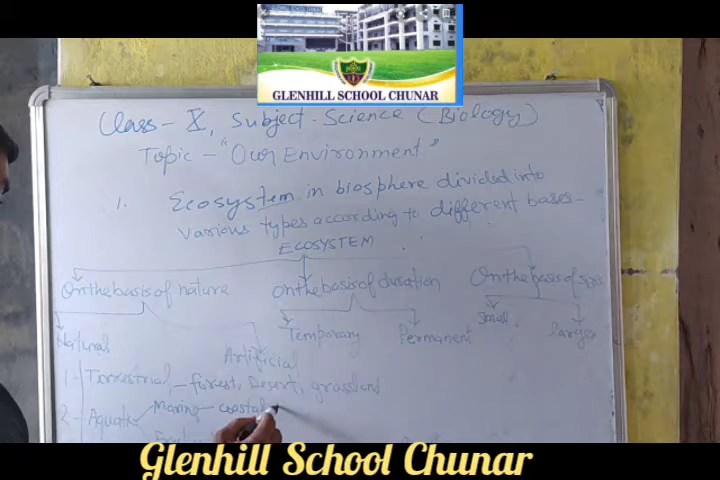 GLENHILL SCHOOL CHUNAR
Class - X, Subject - Science (Biology)
Topic - "Our Environment"
1. Ecosystem in biosphere divided into
various types according to different bases -
ECOSYSTEM
On the basis of nature On the basis of duration On the basis of size
Natural Artificial Temporary Permanent Small larger
1 - Terrestrial - forest, Desert, grassland
2 - Aquatic Marine - coastal
Glenhill School Chunar